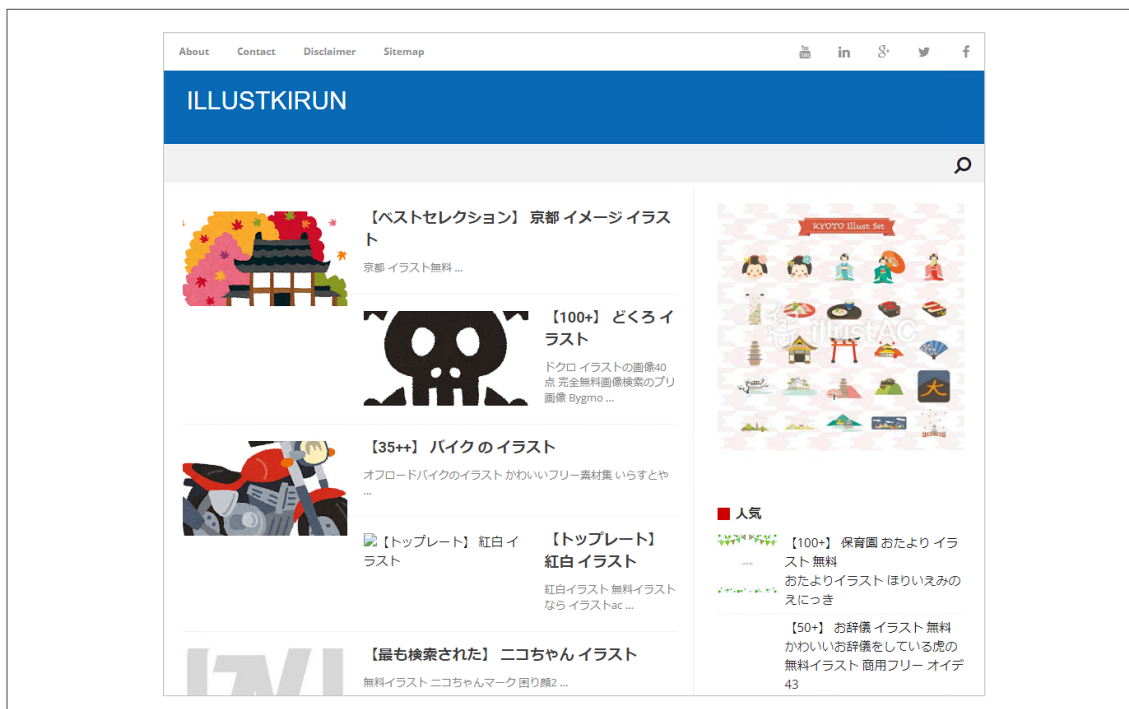 About Contact Disclaimer Sitemap
You Tube in g+ f
ILLUSTKIRUN
【ベストセレクション】 京都 イメージ イラス
ト
京都 イラスト無料 ...
【100+】 どくろ イ
ラスト
ドクロ イラストの画像40
点 完全無料画像検索のプリ
画像 Bygmo ...
【35++】 バイク の イラスト
オフロードバイクのイラスト かわいいフリー素材集 いらすとや
...
【トップレート】 紅白 イ
ラスト
【トップレート】
紅白 イラスト
紅白イラスト 無料イラスト
なら イラストac ...
【最も検索された】 ニコちゃん イラスト
無料イラスト ニコちゃんマーク 困り顔2 ...
KYOTO Illust Set
illustAC
大
人気
【100+】 保育園 おたより イラ
スト 無料
おたよりイラスト ほりいえみの
えにっき
【50+】 お辞儀 イラスト 無料
かわいいお辞儀をしている虎の
無料イラスト 商用フリー オイデ
43